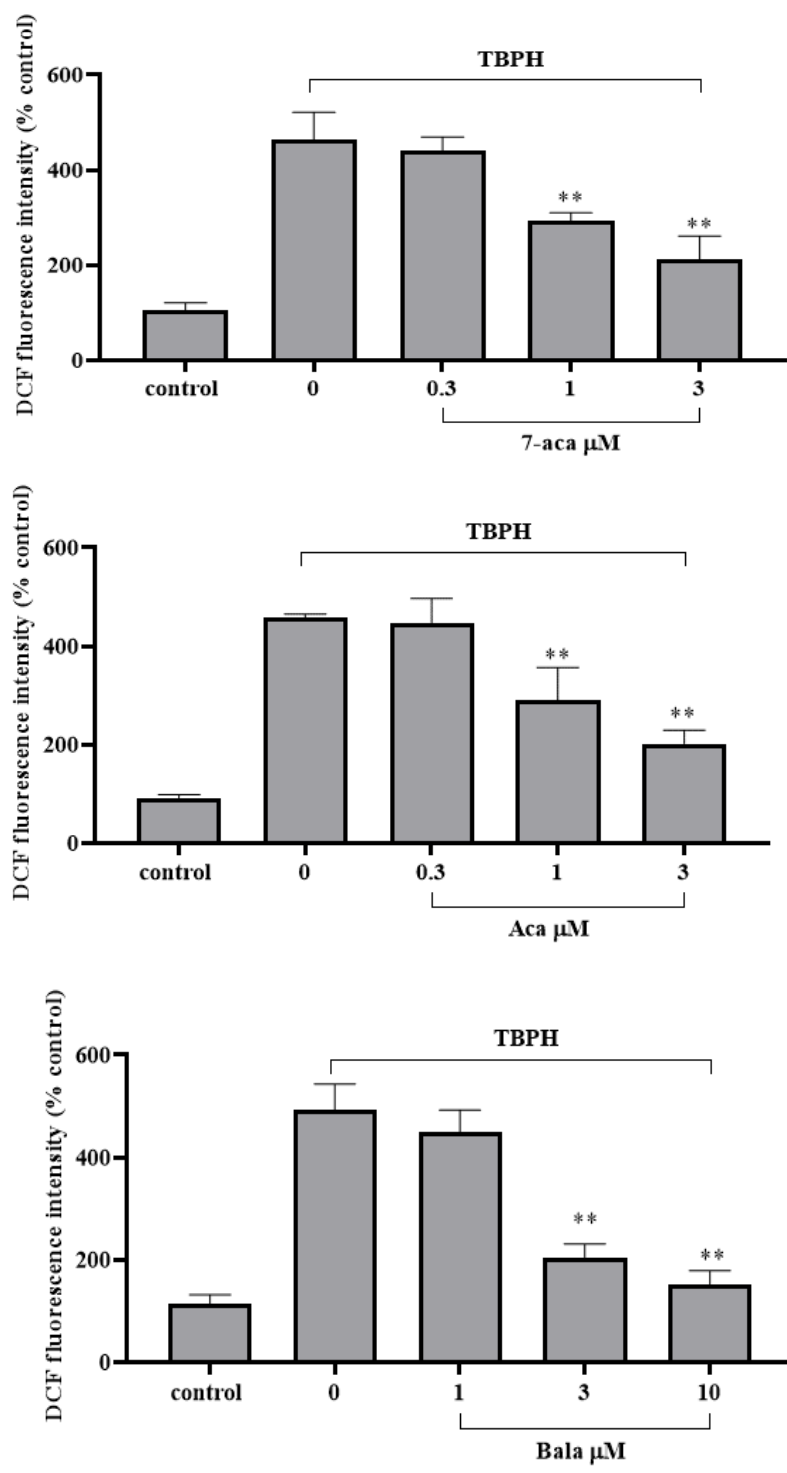 TBPH
DCF fluorescence intensity (% control)
600
400
200
0
**
**
control 0 0.3 1 3
7-aca μM
TBPH
DCF fluorescence intensity (% control)
600
400
200
0
**
**
control 0 0.3 1 3
Aca μM
TBPH
DCF fluorescence intensity (% control)
600
400
200
0
**
**
control 0 1 3 10
Bala μM